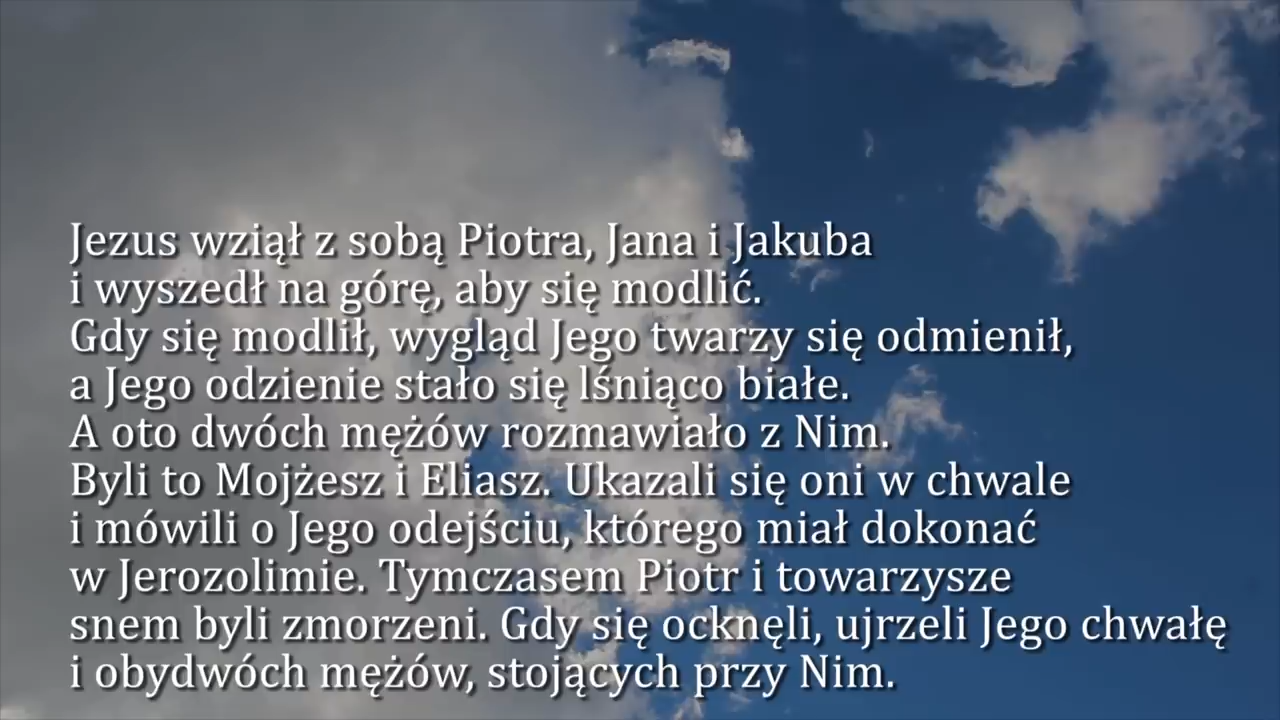 Jezus wziął z sobą Piotra, Jana i Jakuba
i wyszedł na górę, aby się modlić.
Gdy się modlił, wygląd Jego twarzy się odmienił,
a Jego odzienie stało się lśniąco białe.
A oto dwóch mężów rozmawiało z Nim.
Byli to Mojżesz i Eliasz. Ukazali się oni w chwale
i mówili o Jego odejściu, którego miał dokonać
w Jerozolimie. Tymczasem Piotr i towarzysze
snem byli zmorzeni. Gdy się ocknęli, ujrzeli Jego chwałę
i obydwóch mężów, stojących przy Nim.